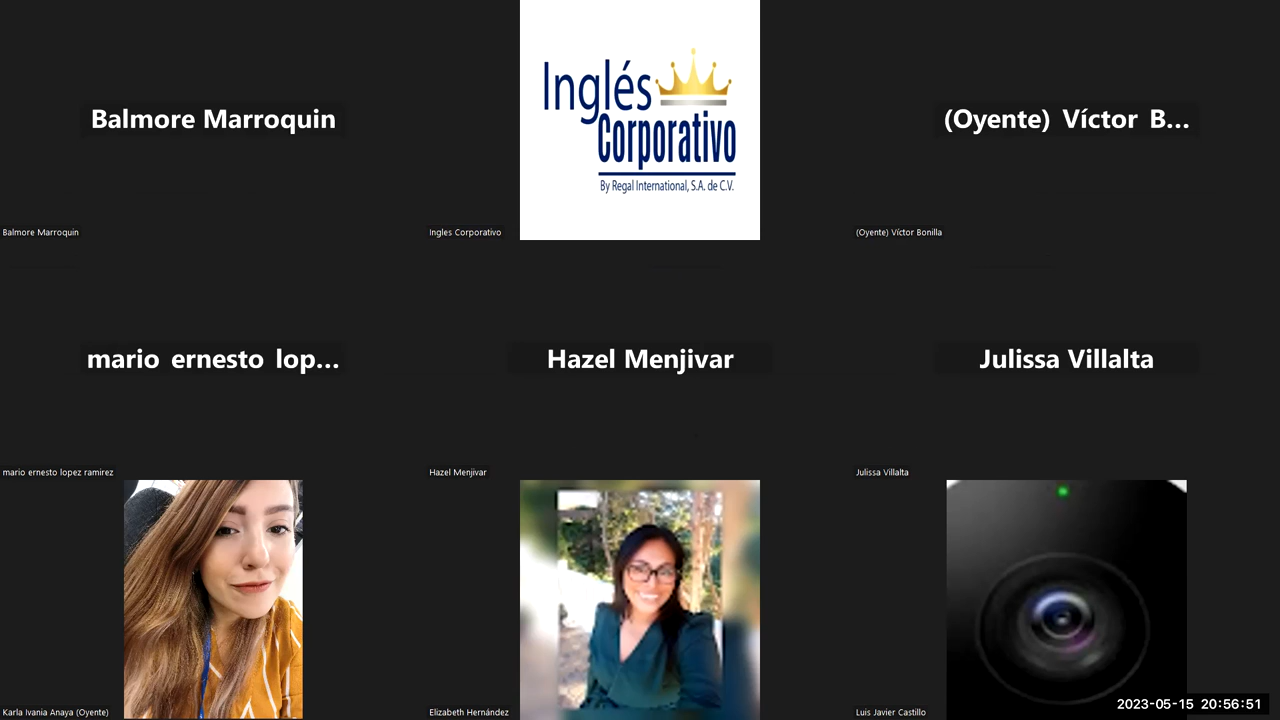 Balmore Marroquin
Inglés
Corporativo
By Regal International, S.A. de C.V.
(Oyente) Víctor B...
Balmore Marroquin
Ingles Corporativo
(Oyente) Víctor Bonilla
mario ernesto lop...
Hazel Menjivar
Julissa Villalta
mario ernesto lopez ramirez
Hazel Menjivar
Julissa Villalta
Karla Ivania Anaya (Oyente)
Elizabeth Hernández
Luis Javier Castillo
2023-05-15 20:56:51